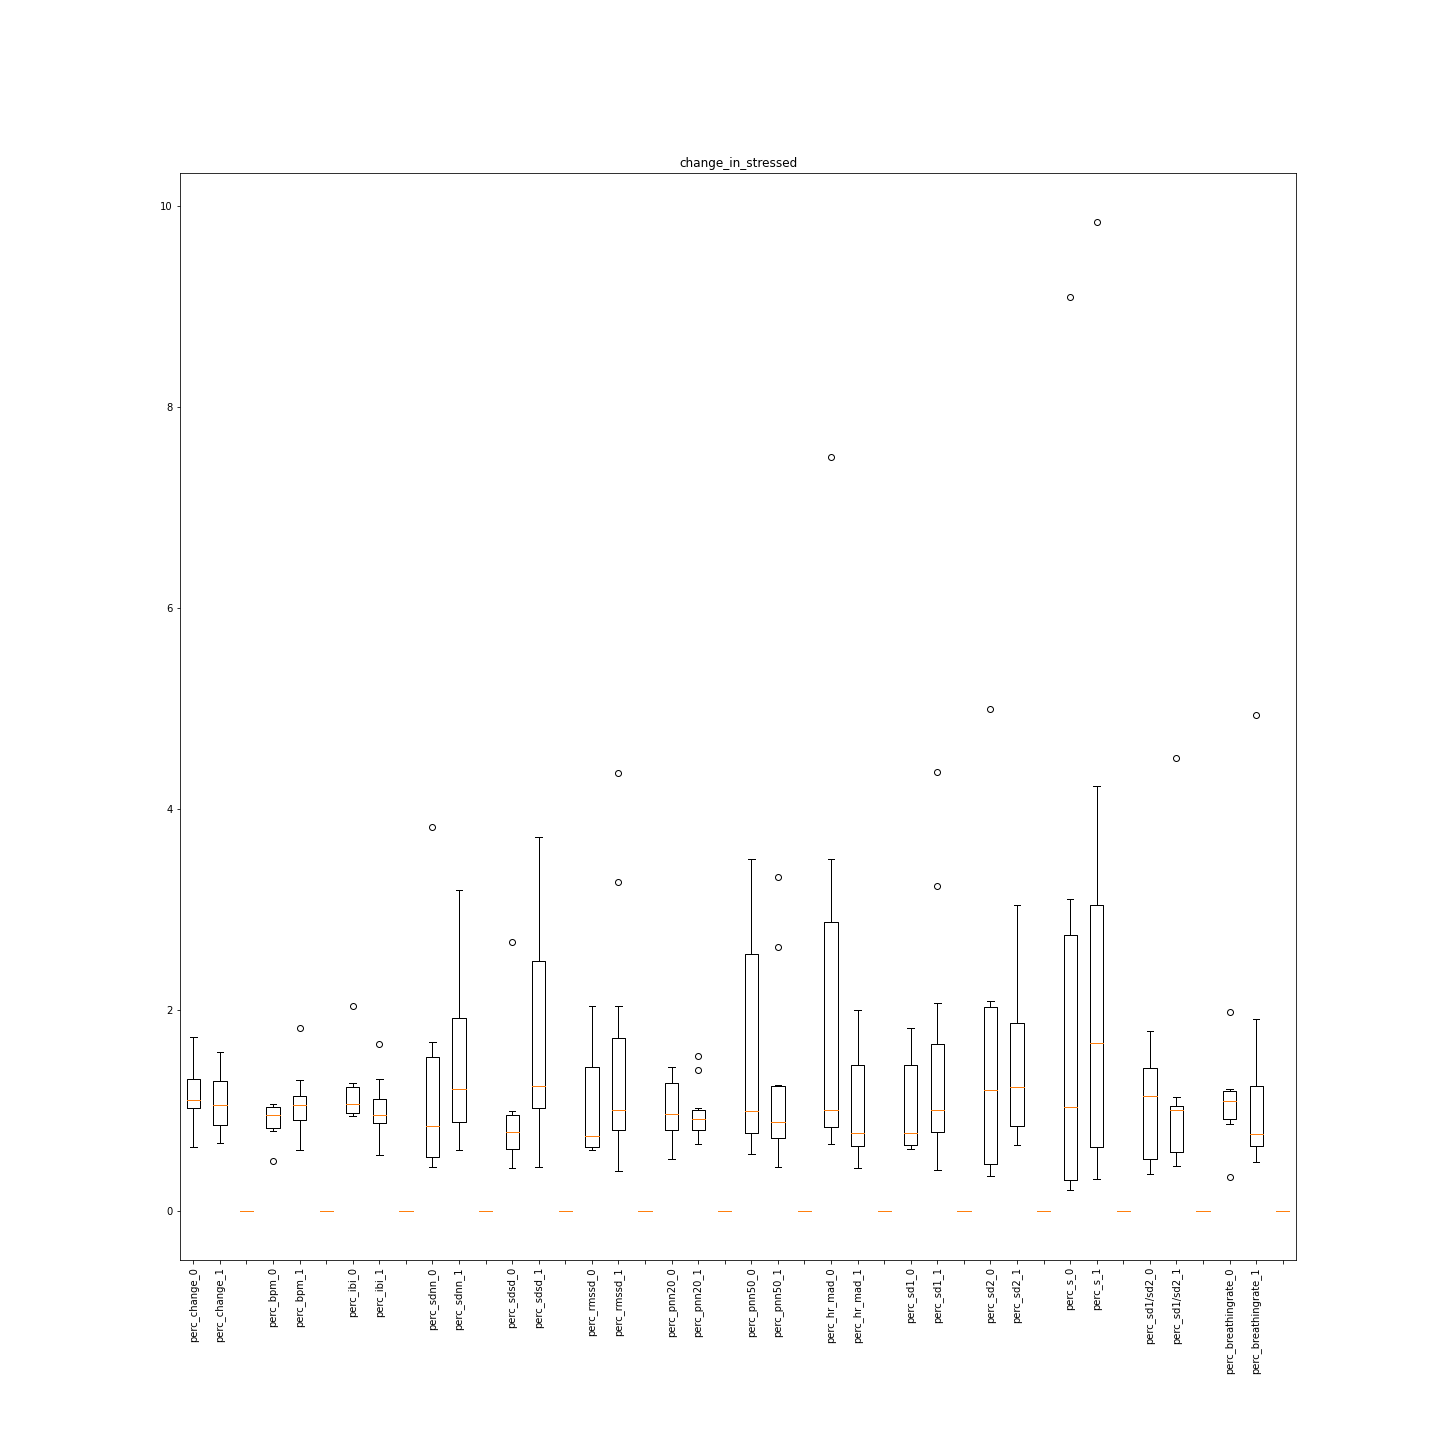 change_in_stressed
10
8
6
4
2
0
perc_change_0
perc_change_1
perc_bpm_0
perc_bpm_1
perc_ibi_0
perc_ibi_1
perc_sdnn_0
perc_sdnn_1
perc_sdsd_0
perc_sdsd_1
perc_rmssd_0
perc_rmssd_1
perc_pnn20_0
perc_pnn20_1
perc_pnn50_0
perc_pnn50_1
perc_hr_mad_0
perc_hr_mad_1
perc_sd1_0
perc_sd1_1
perc_sd2_0
perc_sd2_1
perc_s_0
perc_s_1
perc_sd1/sd2_0
perc_sd1/sd2_1
perc_breathingrate_0
perc_breathingrate_1